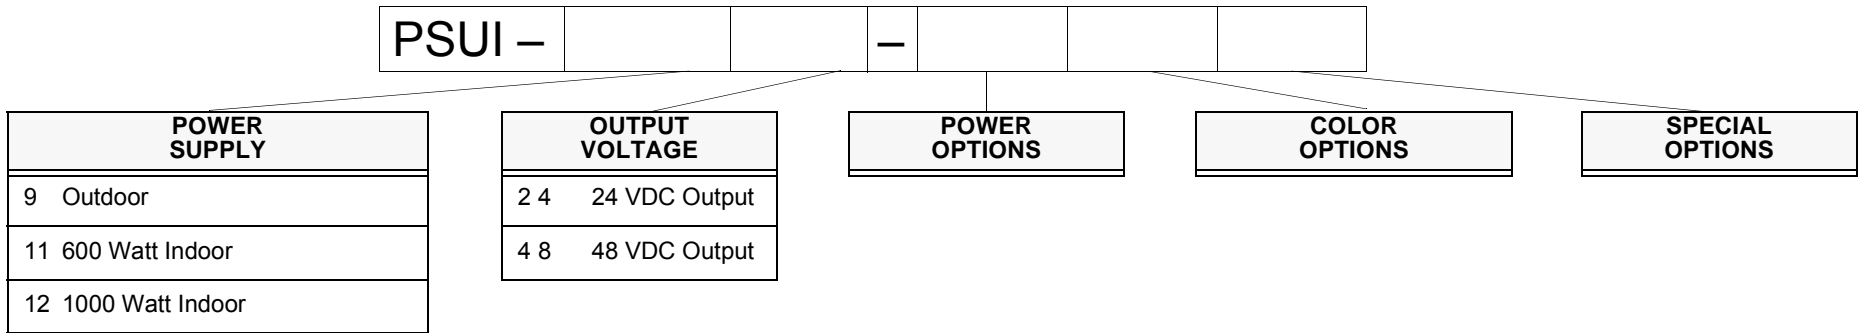 PSUI – –
POWER
SUPPLY
9 Outdoor
11 600 Watt Indoor
12 1000 Watt Indoor
OUTPUT
VOLTAGE
2 4 24 VDC Output
4 8 48 VDC Output
POWER
OPTIONS
COLOR
OPTIONS
SPECIAL
OPTIONS